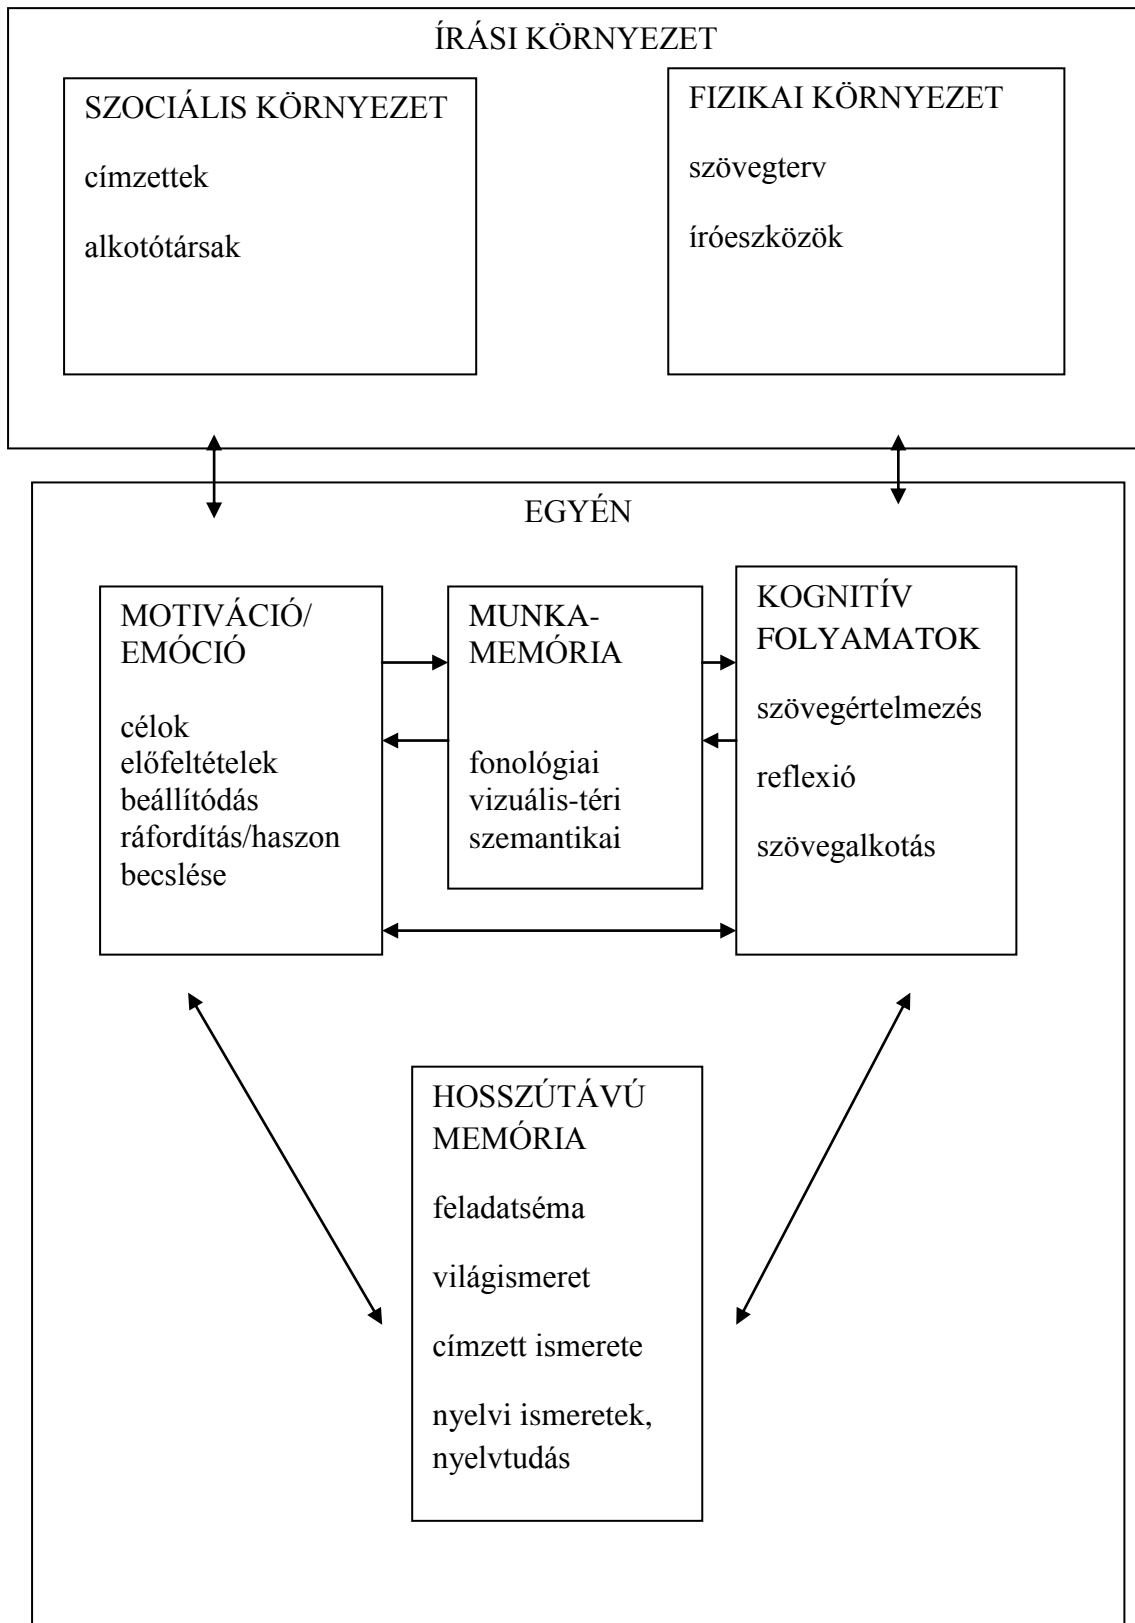 ÍRÁSI KÖRNYEZET
SZOCIÁLIS KÖRNYEZET
címzettek
alkotótársak
FIZIKAI KÖRNYEZET
szövegterv
íróeszközök
EGYÉN
MOTIVÁCIÓ/
EMÓCIÓ
célok
előfeltételek
beállítódás
ráfordítás/haszon
becslése
MUNKA-
MEMÓRIA
fonológiai
vizuális-téri
szemantikai
KOGNITÍV
FOLYAMATOK
szövegértelmezés
reflexió
szövegalkotás
HOSSZÚTÁVÚ
MEMÓRIA
feladatséma
világismeret
címzett ismerete
nyelvi ismeretek,
nyelvtudás